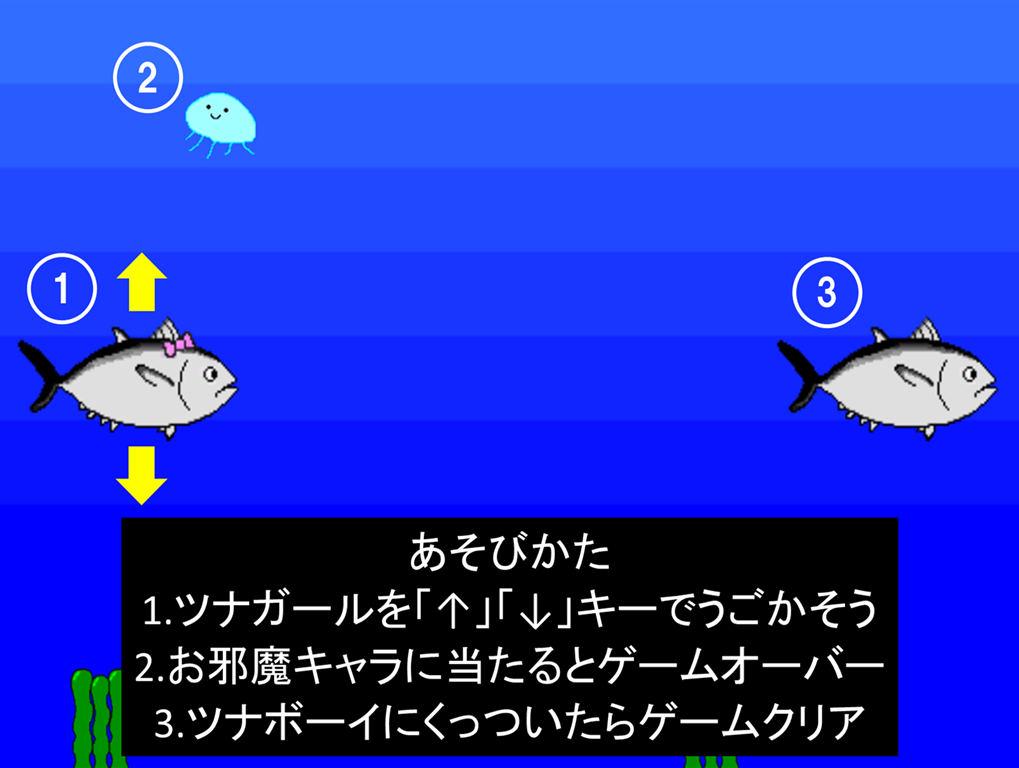 2
1
3
あそびかた
1.ツナガールを「↑」「↓」キーでうごかそう
2.お邪魔キャラに当たるとゲームオーバー
3.ツナボーイにくっついたらゲームクリア